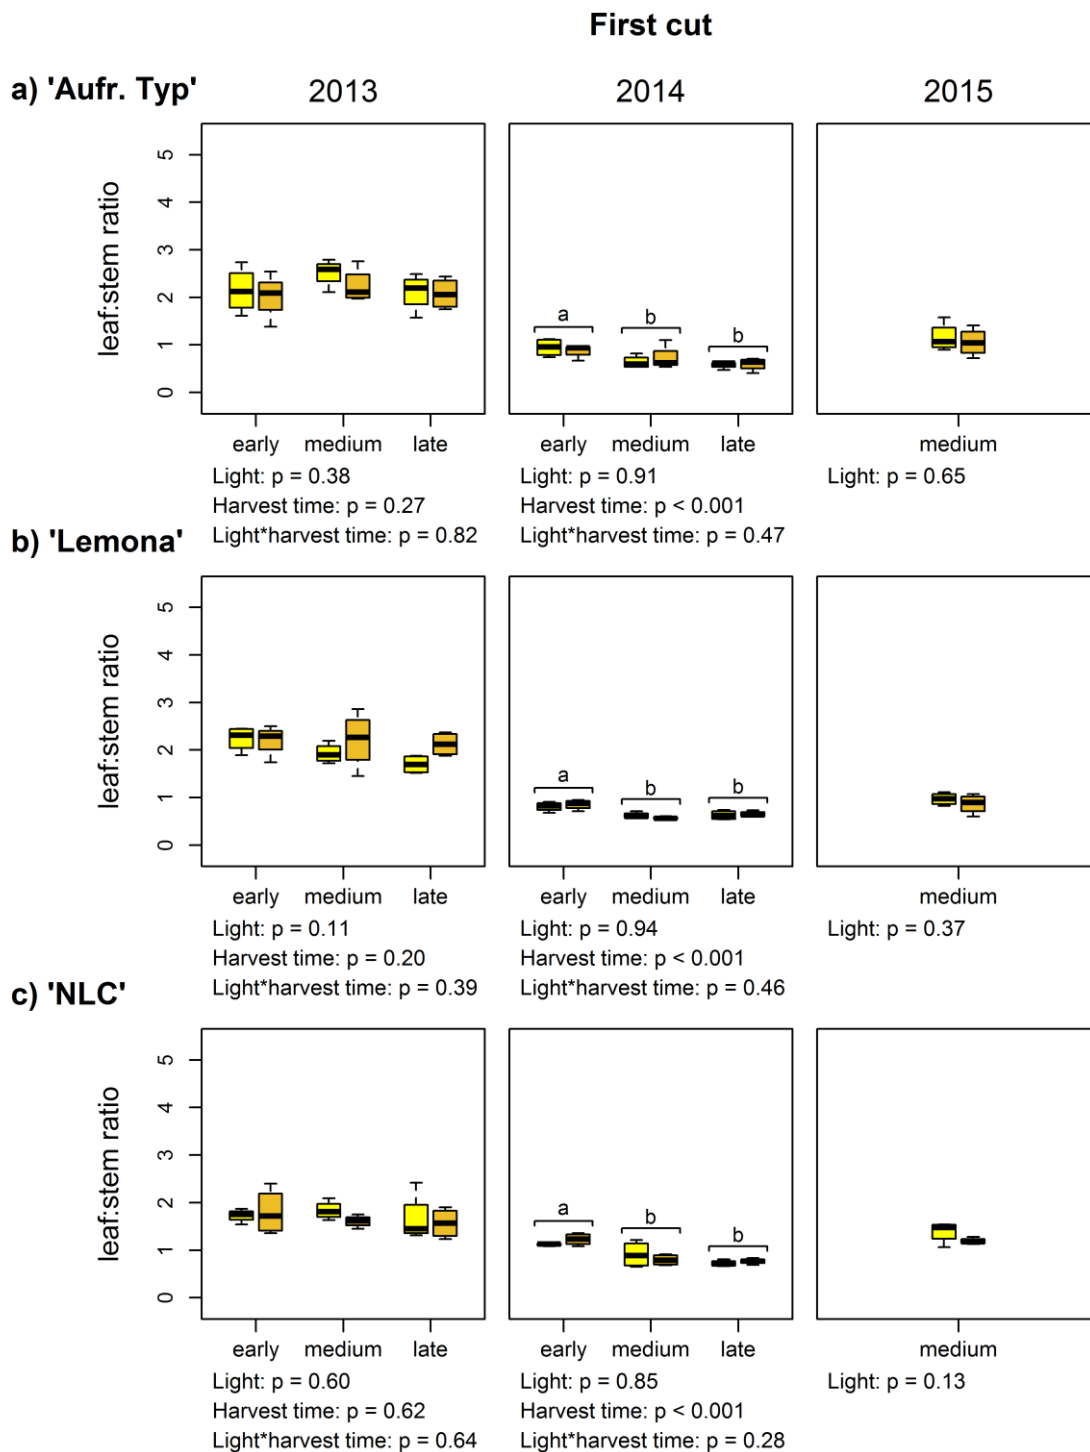 First cut
a) 'Aufr. Typ'
2013
2014
2015
leaf:stem ratio
5
4
3
2
1
0
a
b
b
early medium late
early medium late
medium
Light: p = 0.38
Harvest time: p = 0.27
Light*harvest time: p = 0.82
Light: p = 0.91
Harvest time: p < 0.001
Light*harvest time: p = 0.47
Light: p = 0.65
b) 'Lemona'
leaf:stem ratio
5
4
3
2
1
0
a
b
b
early medium late
early medium late
medium
Light: p = 0.11
Harvest time: p = 0.20
Light*harvest time: p = 0.39
Light: p = 0.94
Harvest time: p < 0.001
Light*harvest time: p = 0.46
Light: p = 0.37
c) 'NLC'
leaf:stem ratio
5
4
3
2
1
0
a
b
b
early medium late
early medium late
medium
Light: p = 0.60
Harvest time: p = 0.62
Light*harvest time: p = 0.64
Light: p = 0.85
Harvest time: p < 0.001
Light*harvest time: p = 0.28
Light: p = 0.13